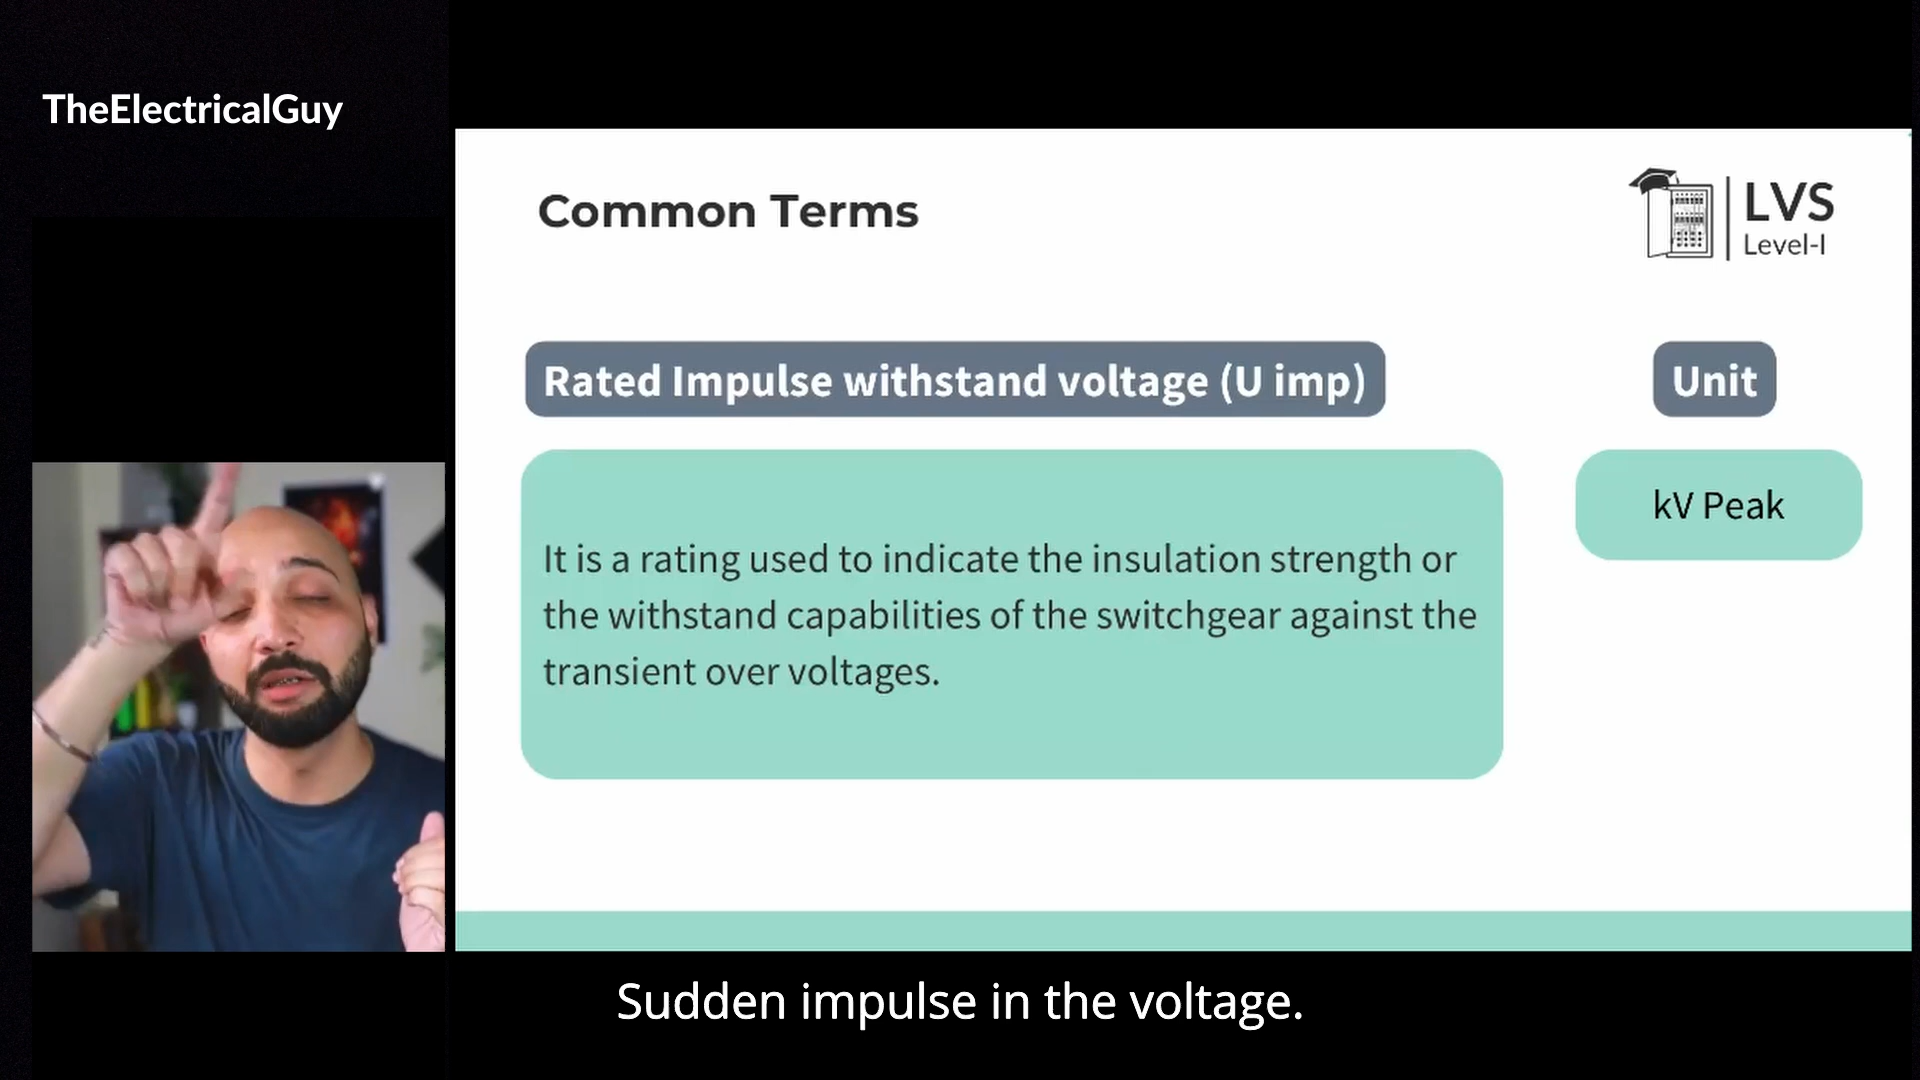 TheElectricalGuy
Common Terms
LVS
Level-I
Rated Impulse withstand voltage (U imp)
Unit
It is a rating used to indicate the insulation strength or
the withstand capabilities of the switchgear against the
transient over voltages.
kV Peak
Sudden impulse in the voltage.